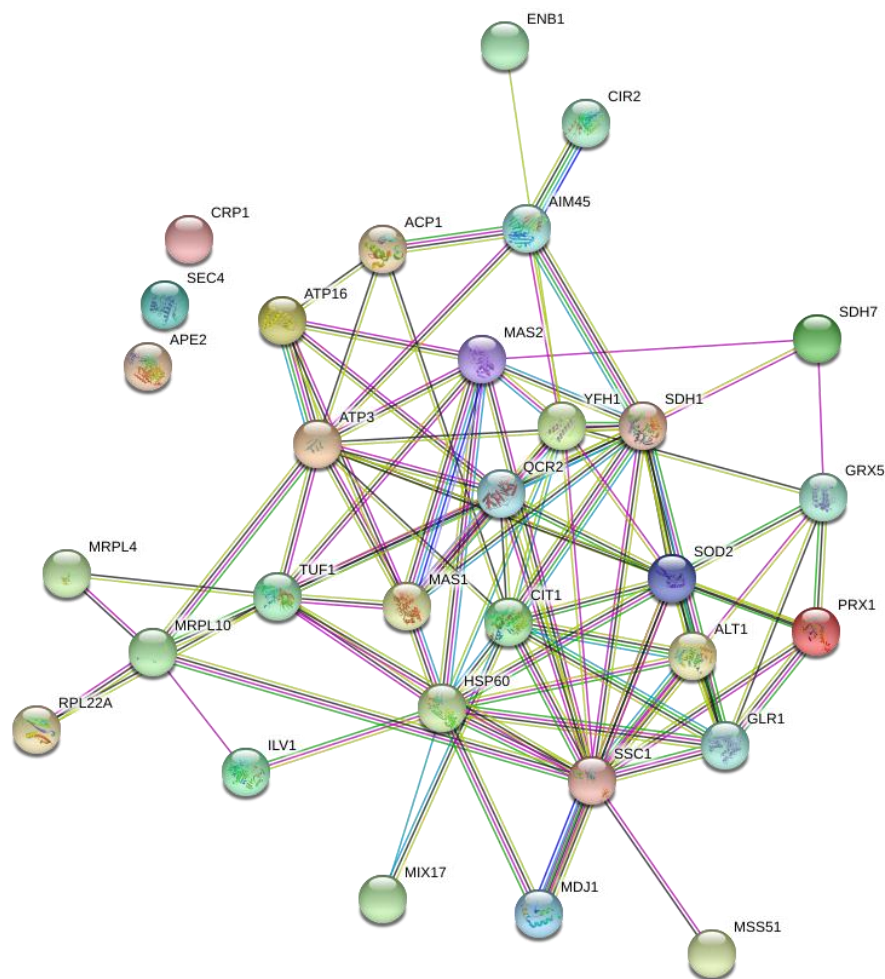 ENB1
CIR2
AIM45
CRP1
ACP1
SEC4
ATP16
SDH7
MAS2
APE2
YFH1
SDH1
ATP3
QCR2
GRX5
MRPL4
TUF1
MAS1
SOD2
CIT1
PRX1
MRPL10
ALT1
HSP60
RPL22A
GLR1
ILV1
SSC1
MIX17
MDJ1
MSS51